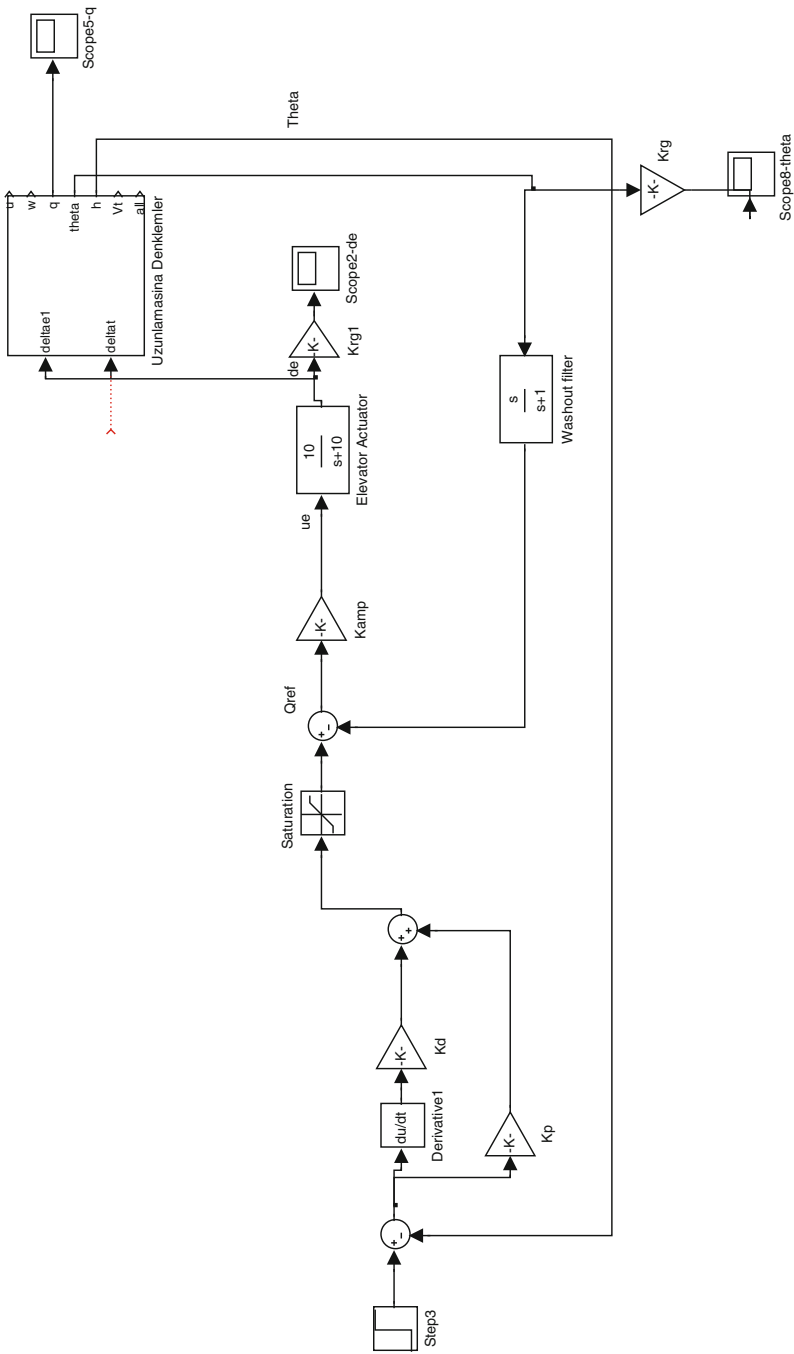 Step3
+
-
du/dt
Derivative1
-K-
Kd
-K-
Kp
+
+
Saturation
+
-
Qref
-K-
Kamp
ue
10
s+10
Elevator Actuator
de
-K-
Krg1
Scope2-de
s
s+1
Washout filter
deltae1
deltat
u
w
q
theta
h
Vt
all
Uzunlamasina Denklemler
Scope5-q
Theta
-K-
Krg
Scope8-theta